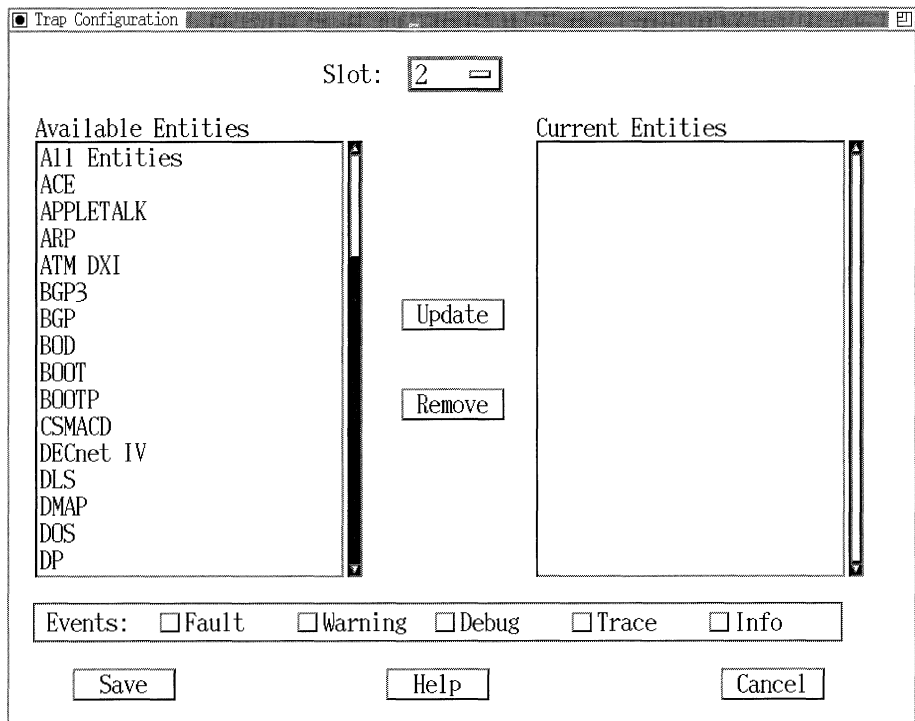 Trap Configuration
Slot: 2
Available Entities
All Entities
ACE
APPLETALK
ARP
ATM DXI
BGP3
BGP
BOD
BOOT
BOOTP
CSMACD
DECnet IV
DLS
DMAP
DOS
DP
Update
Remove
Current Entities
Events: Fault Warning Debug Trace Info
Save Help Cancel